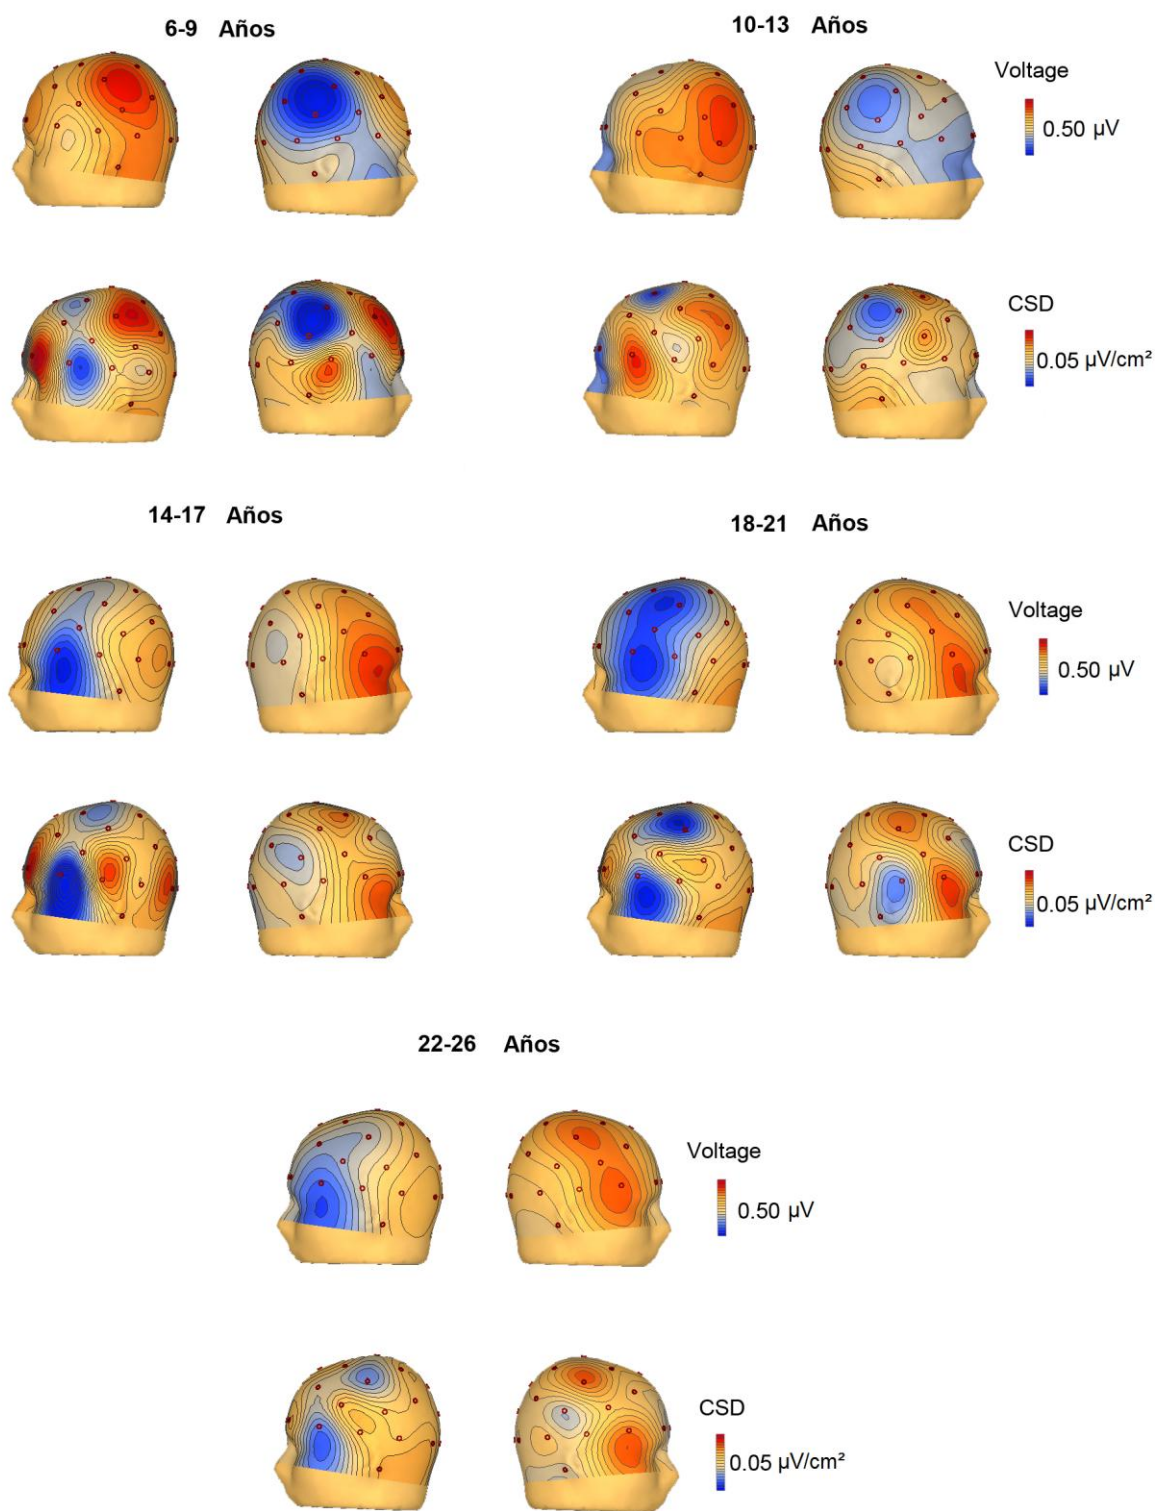 6-9 Años
10-13 Años
Voltage
0.50 µV
CSD
0.05 µV/cm²
14-17 Años
18-21 Años
Voltage
0.50 µV
CSD
0.05 µV/cm²
22-26 Años
Voltage
0.50 µV
CSD
0.05 µV/cm²